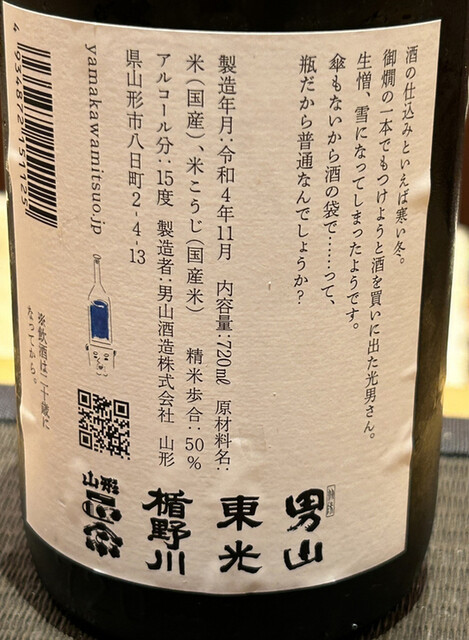 酒の仕込みといえば寒い冬。
御燗の一本でもつけようと酒を買いに出た光男さん。
生憎、雪になってしまったようです。
傘もないから酒の袋で……って、
瓶だから普通なんでしょうか?
製造年月:令和4年11月 内容量:720㎖ 原材料名:
米(国産)、米こうじ(国産米) 精米歩合:50%
アルコール分:15度 製造者:男山酒造株式会社 山形
県山形市八日町2-4-13
yamakawamitsuo.jp
※飲酒は二十歳に
なってから。
男山
東光
楯野川
山形
正宗